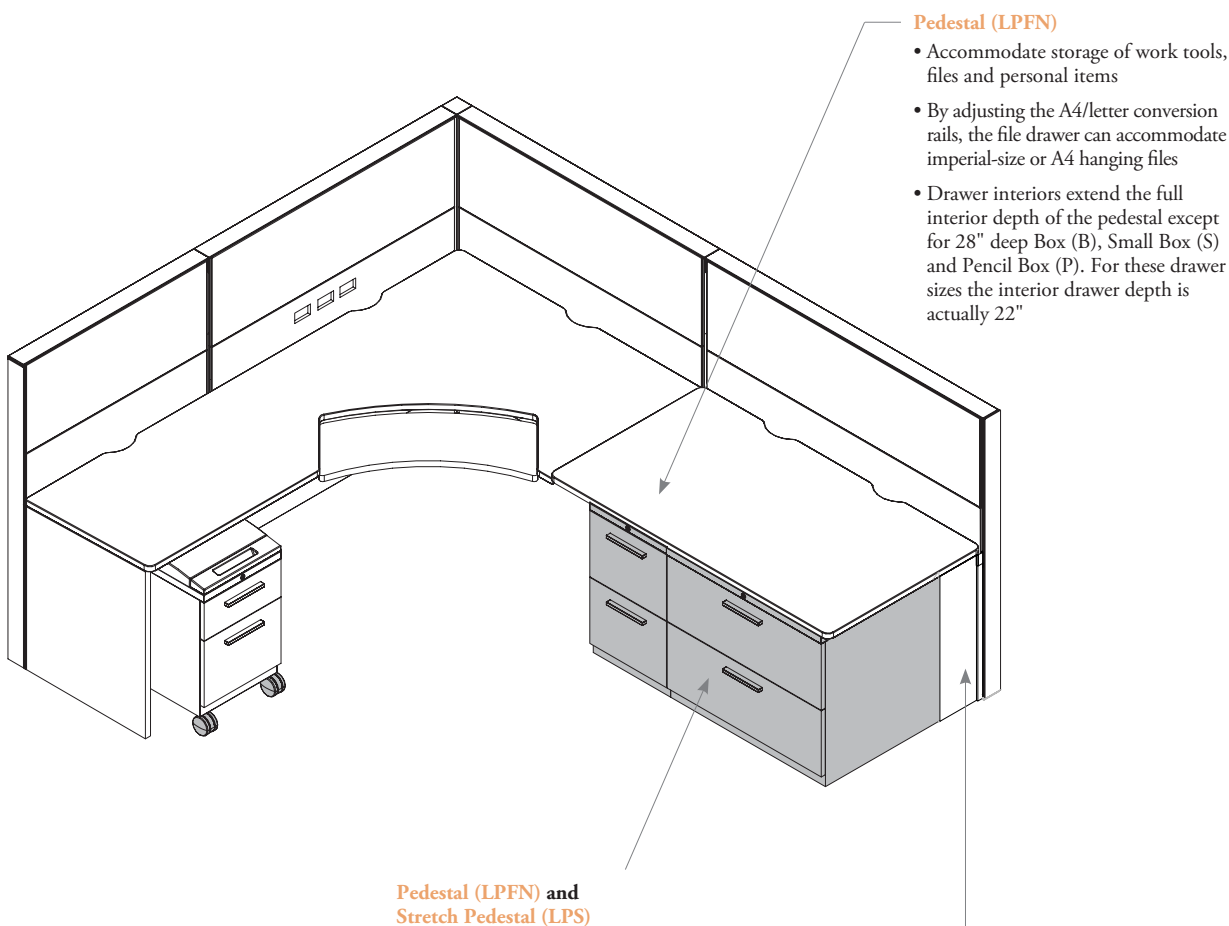 Pedestal (LPFN)
• Accommodate storage of work tools,
files and personal items
• By adjusting the A4/letter conversion
rails, the file drawer can accommodate
imperial-size or A4 hanging files
• Drawer interiors extend the full
interior depth of the pedestal except
for 28" deep Box (B), Small Box (S)
and Pencil Box (P). For these drawer
sizes the interior drawer depth is
actually 22"
Pedestal (LPFN) and
Stretch Pedestal (LPS)